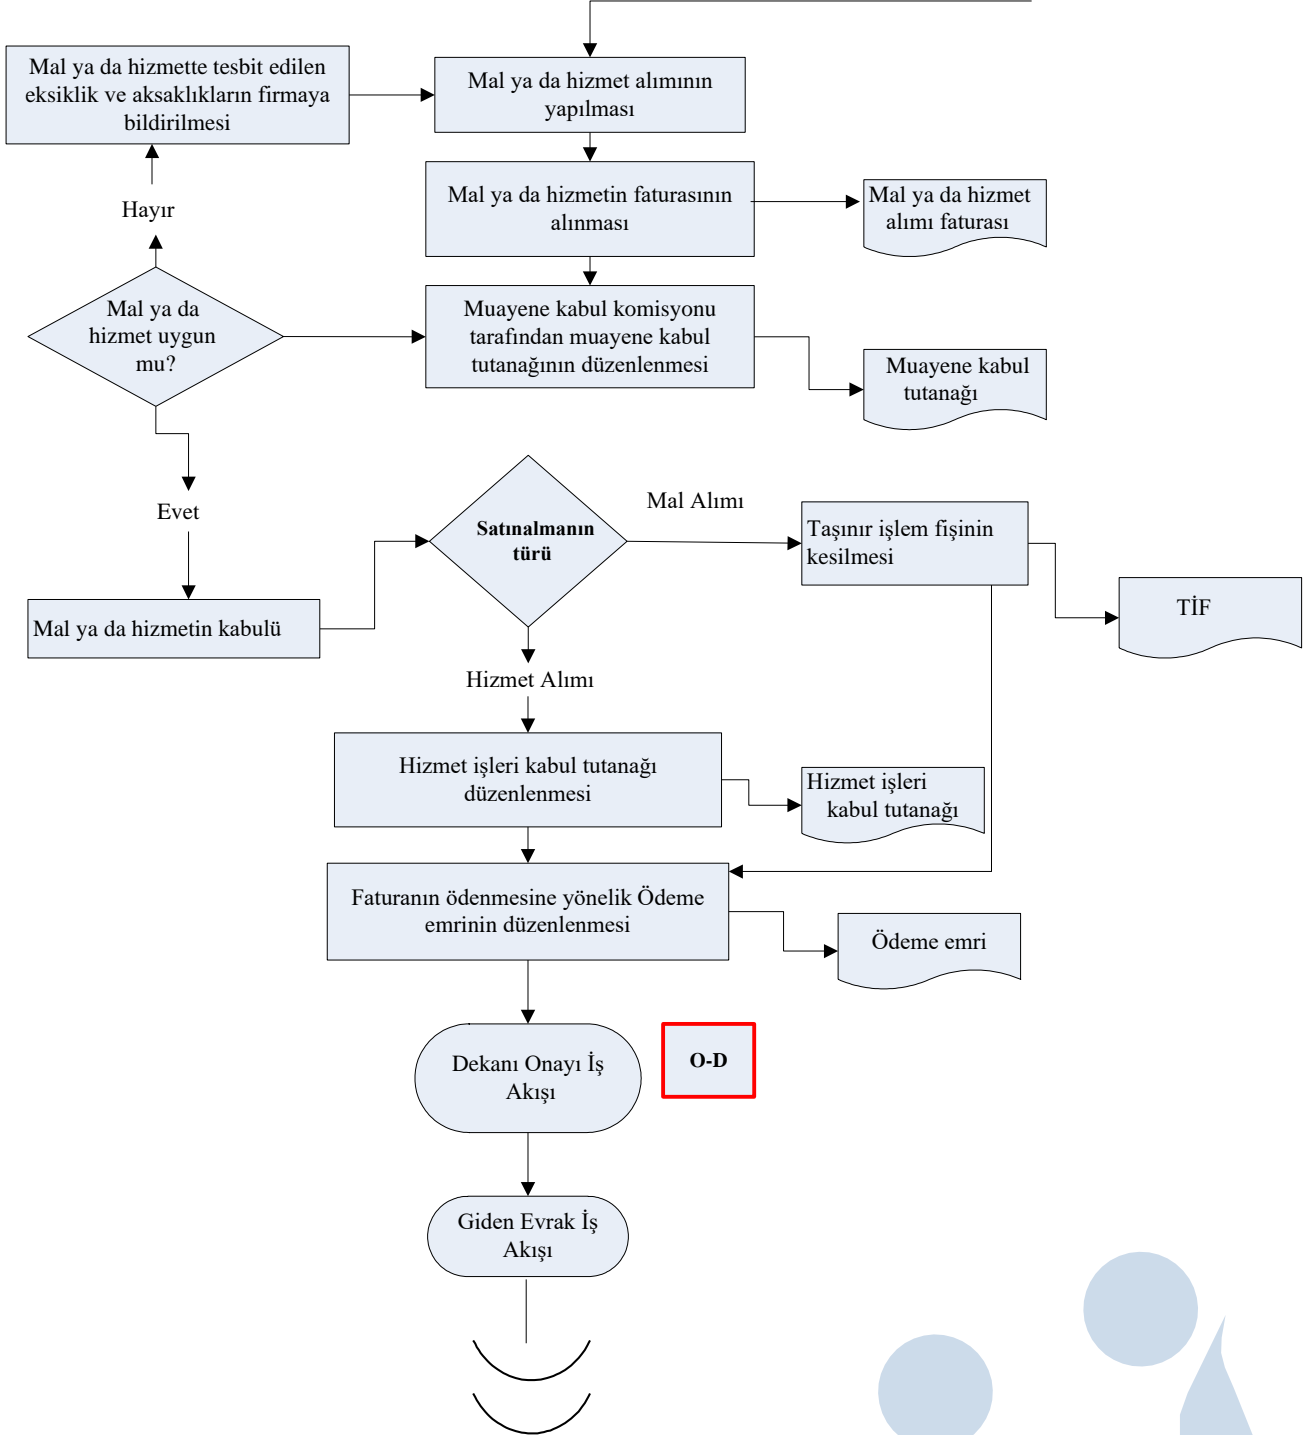 Mal ya da hizmette tesbit edilen
eksiklik ve aksaklıkların firmaya
bildirilmesi
Mal ya da hizmet alımının
yapılması
Mal ya da hizmetin faturasının
alınması
Mal ya da hizmet
alımı faturası
Hayır
Mal ya da
hizmet uygun
mu?
Muayene kabul komisyonu
tarafından muayene kabul
tutanağının düzenlenmesi
Muayene kabul
tutanağı
Evet
Mal ya da hizmetin kabulü
Satınalmanın
türü
Mal Alımı
Taşınır işlem fişinin
kesilmesi
TİF
Hizmet Alımı
Hizmet işleri kabul tutanağı
düzenlenmesi
Hizmet işleri
kabul tutanağı
Faturanın ödenmesine yönelik Ödeme
emrinin düzenlenmesi
Ödeme emri
Dekanı Onayı İş
Akışı
O-D
Giden Evrak İş
Akışı